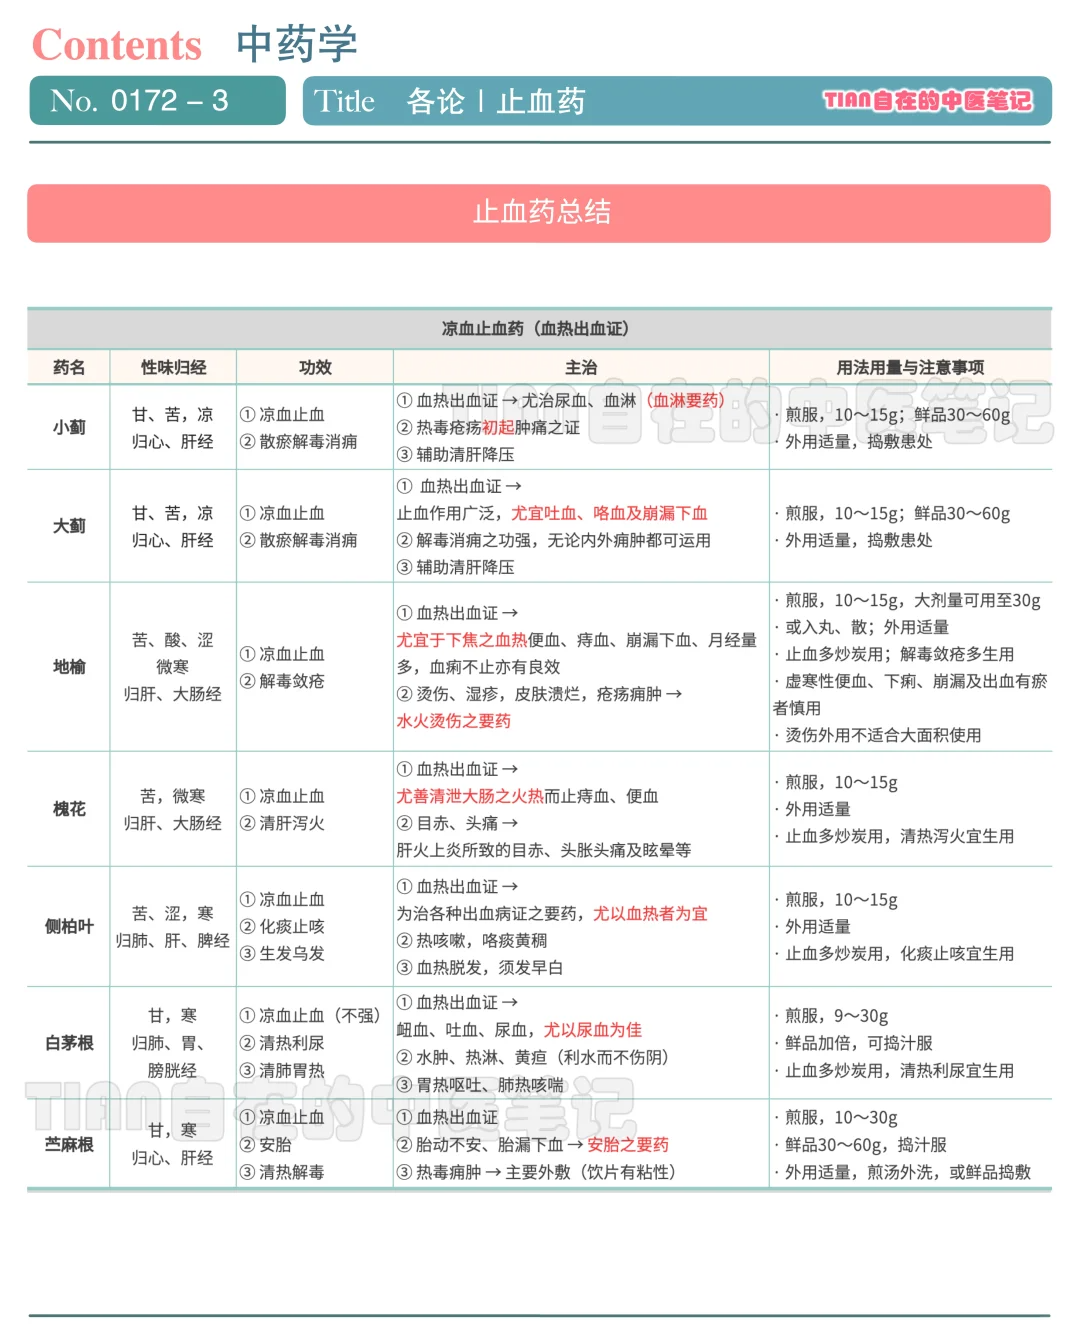 Contents 中药学
No. 0172 – 3
Title 各论 | 止血药
TIAN自在的中医笔记
止血药总结
凉血止血药（血热出血证）
药名 性味归经 功效 主治 用法用量与注意事项
小蓟
甘、苦，凉
归心、肝经
① 凉血止血
② 散瘀解毒消痈
① 血热出血证 → 尤治尿血、血淋（血淋要药）
② 热毒疮疡初起肿痛之证
③ 辅助清肝降压
· 煎服，10～15g；鲜品30～60g
· 外用适量，捣敷患处
大蓟
甘、苦，凉
归心、肝经
① 凉血止血
② 散瘀解毒消痈
① 血热出血证 →
止血作用广泛，尤宜吐血、咯血及崩漏下血
② 解毒消痈之功强，无论内外痈肿都可运用
③ 辅助清肝降压
· 煎服，10～15g；鲜品30～60g
· 外用适量，捣敷患处
地榆
苦、酸、涩
微寒
归肝、大肠经
① 凉血止血
② 解毒敛疮
① 血热出血证 →
尤宜于下焦之血热便血、痔血、崩漏下血、月经量
多，血痢不止亦有良效
② 烫伤、湿疹，皮肤溃烂，疮疡痈肿 →
水火烫伤之要药
· 煎服，10～15g，大剂量可用至30g
· 或入丸、散；外用适量
· 止血多炒炭用；解毒敛疮多生用
· 虚寒性便血、下痢、崩漏及出血有瘀
者慎用
· 烫伤外用不适合大面积使用
槐花
苦，微寒
归肝、大肠经
① 凉血止血
② 清肝泻火
① 血热出血证 →
尤善清泄大肠之火热而止痔血、便血
② 目赤、头痛 →
肝火上炎所致的目赤、头胀头痛及眩晕等
· 煎服，10～15g
· 外用适量
· 止血多炒炭用，清热泻火宜生用
侧柏叶
苦、涩，寒
归肺、肝、脾经
① 凉血止血
② 化痰止咳
③ 生发乌发
① 血热出血证 →
为治各种出血病证之要药，尤以血热者为宜
② 热咳嗽，咯痰黄稠
③ 血热脱发，须发早白
· 煎服，10～15g
· 外用适量
· 止血多炒炭用，化痰止咳宜生用
白茅根
甘，寒
归肺、胃、
膀胱经
① 凉血止血（不强）
② 清热利尿
③ 清肺胃热
① 血热出血证 →
衄血、吐血、尿血，尤以尿血为佳
② 水肿、热淋、黄疸（利水而不伤阴）
③ 胃热呕吐、肺热咳喘
· 煎服，9～30g
· 鲜品加倍，可捣汁服
· 止血多炒炭用，清热利尿宜生用
苎麻根
甘，寒
归心、肝经
① 凉血止血
② 安胎
③ 清热解毒
① 血热出血证
② 胎动不安、胎漏下血 → 安胎之要药
③ 热毒痈肿 → 主要外敷（饮片有粘性）
· 煎服，10～30g
· 鲜品30～60g，捣汁服
· 外用适量，煎汤外洗，或鲜品捣敷
TIAN自在的中医笔记
TIAN自在的中医笔记